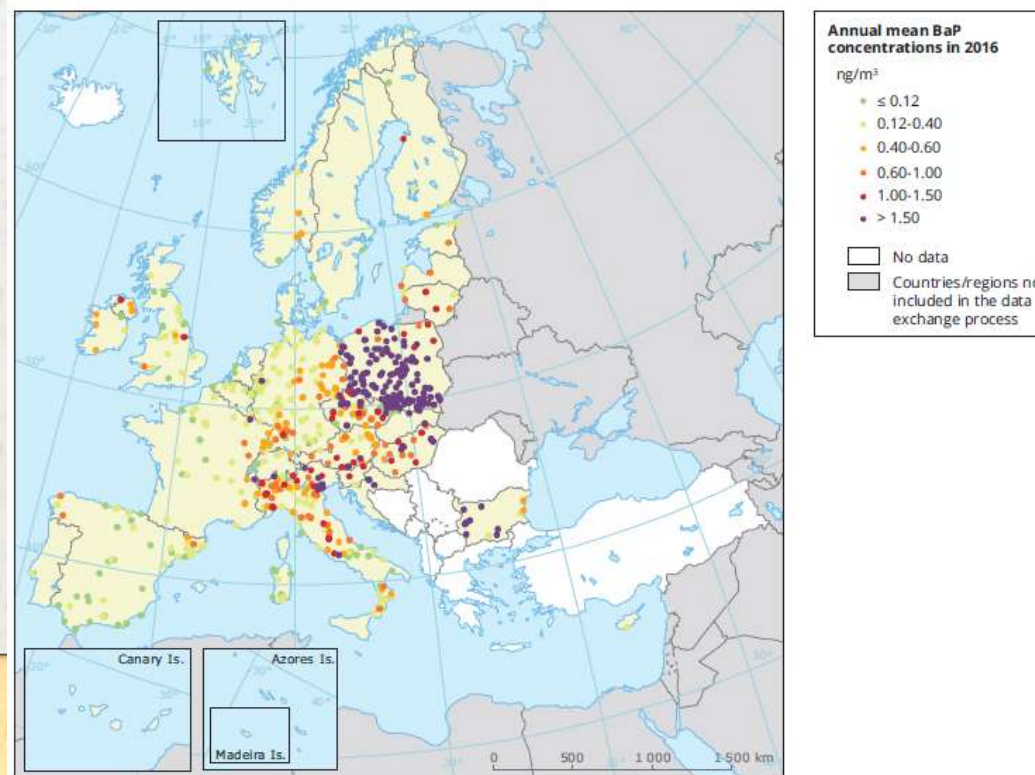 Annual mean BaP
concentrations in 2016
ng/m³
≤ 0.12
0.12-0.40
0.40-0.60
0.60-1.00
1.00-1.50
> 1.50
No data
Countries/regions no
included in the data
exchange process
Canary Is.
Azores Is.
Madeira Is.
0 500 1 000 1 500 km